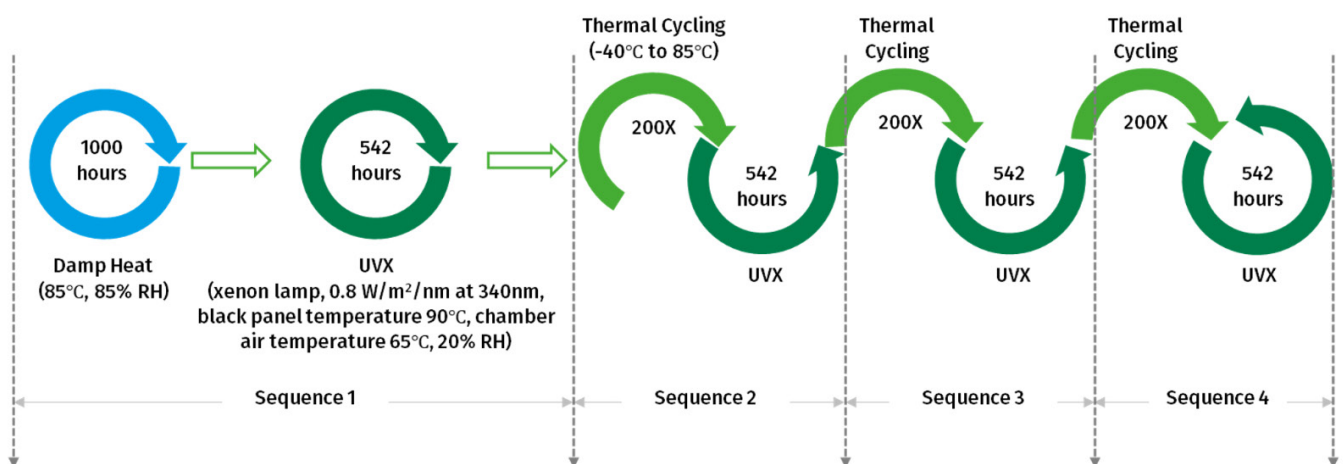 Thermal Cycling
(-40℃ to 85℃)
Thermal
Cycling
Thermal
Cycling
1000
hours
542
hours
200X
542
hours
200X
542
hours
200X
542
hours
Damp Heat
(85℃, 85% RH)
UVX
(xenon lamp, 0.8 W/m²/nm at 340nm,
black panel temperature 90℃, chamber
air temperature 65℃, 20% RH)
UVX
UVX
UVX
Sequence 1
Sequence 2
Sequence 3
Sequence 4